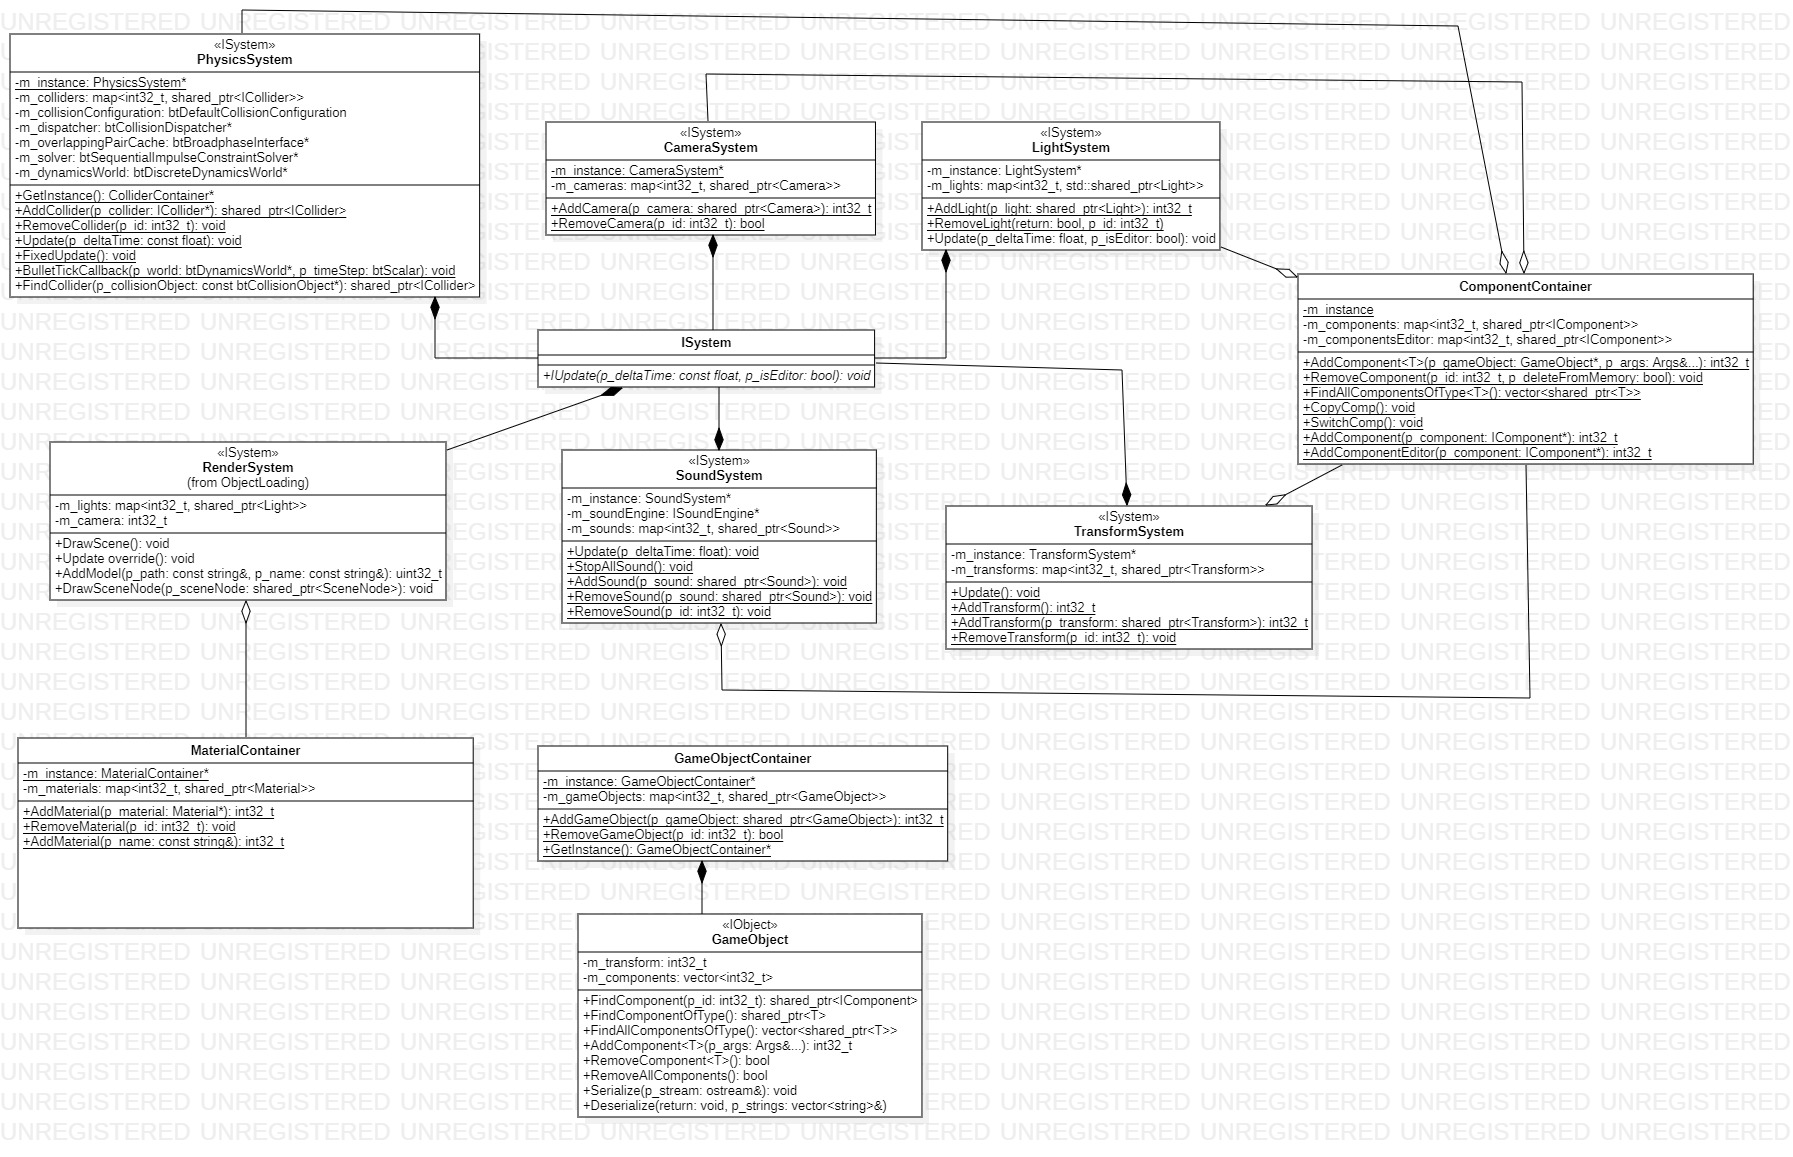 «ISystem»
PhysicsSystem
-m_instance: PhysicsSystem*
-m_colliders: map<int32_t, shared_ptr<ICollider>>
-m_collisionConfiguration: btDefaultCollisionConfiguration
-m_dispatcher: btCollisionDispatcher*
-m_overlappingPairCache: btBroadphaseInterface*
-m_solver: btSequentialImpulseConstraintSolver*
-m_dynamicsWorld: btDiscreteDynamicsWorld*
+GetInstance(): ColliderContainer*
+AddCollider(p_collider: ICollider*): shared_ptr<ICollider>
+RemoveCollider(p_id: int32_t): void
+Update(p_deltaTime: const float): void
+FixedUpdate(): void
+BulletTickCallback(p_world: btDynamicsWorld*, p_timeStep: btScalar): void
+FindCollider(p_collisionObject: const btCollisionObject*): shared_ptr<ICollider>
«ISystem»
CameraSystem
-m_instance: CameraSystem*
-m_cameras: map<int32_t, shared_ptr<Camera>>
+AddCamera(p_camera: shared_ptr<Camera>): int32_t
+RemoveCamera(p_id: int32_t): bool
«ISystem»
LightSystem
-m_instance: LightSystem*
-m_lights: map<int32_t, std::shared_ptr<Light>>
+AddLight(p_light: shared_ptr<Light>): int32_t
+RemoveLight(return: bool, p_id: int32_t)
+Update(p_deltaTime: float, p_isEditor: bool): void
ComponentContainer
-m_instance
-m_components: map<int32_t, shared_ptr<IComponent>>
-m_componentsEditor: map<int32_t, shared_ptr<IComponent>>
+AddComponent<T>(p_gameObject: GameObject*, p_args: Args&...): int32_t
+RemoveComponent(p_id: int32_t, p_deleteFromMemory: bool): void
+FindAllComponentsOfType<T>(): vector<shared_ptr<T>>
+CopyComp(): void
+SwitchComp(): void
+AddComponent(p_component: IComponent*): int32_t
+AddComponentEditor(p_component: IComponent*): int32_t
ISystem
+IUpdate(p_deltaTime: const float, p_isEditor: bool): void
«ISystem»
RenderSystem
(from ObjectLoading)
-m_lights: map<int32_t, shared_ptr<Light>>
-m_camera: int32_t
+DrawScene(): void
+Update override(): void
+AddModel(p_path: const string&, p_name: const string&): uint32_t
+DrawSceneNode(p_sceneNode: shared_ptr<SceneNode>): void
«ISystem»
SoundSystem
-m_instance: SoundSystem*
-m_soundEngine: ISoundEngine*
-m_sounds: map<int32_t, shared_ptr<Sound>>
+Update(p_deltaTime: float): void
+StopAllSound(): void
+AddSound(p_sound: shared_ptr<Sound>): void
+RemoveSound(p_sound: shared_ptr<Sound>): void
+RemoveSound(p_id: int32_t): void
«ISystem»
TransformSystem
-m_instance: TransformSystem*
-m_transforms: map<int32_t, shared_ptr<Transform>>
+Update(): void
+AddTransform(): int32_t
+AddTransform(p_transform: shared_ptr<Transform>): int32_t
+RemoveTransform(p_id: int32_t): void
MaterialContainer
-m_instance: MaterialContainer*
-m_materials: map<int32_t, shared_ptr<Material>>
+AddMaterial(p_material: Material*): int32_t
+RemoveMaterial(p_id: int32_t): void
+AddMaterial(p_name: const string&): int32_t
GameObjectContainer
-m_instance: GameObjectContainer*
-m_gameObjects: map<int32_t, shared_ptr<GameObject>>
+AddGameObject(p_gameObject: shared_ptr<GameObject>): int32_t
+RemoveGameObject(p_id: int32_t): bool
+GetInstance(): GameObjectContainer*
«IObject»
GameObject
-m_transform: int32_t
-m_components: vector<int32_t>
+FindComponent(p_id: int32_t): shared_ptr<IComponent>
+FindComponentOfType(): shared_ptr<T>
+FindAllComponentsOfType(): vector<shared_ptr<T>>
+AddComponent<T>(p_args: Args&...): int32_t
+RemoveComponent<T>(): bool
+RemoveAllComponents(): bool
+Serialize(p_stream: ostream&): void
+Deserialize(return: void, p_strings: vector<string>&)
UNREGISTERED